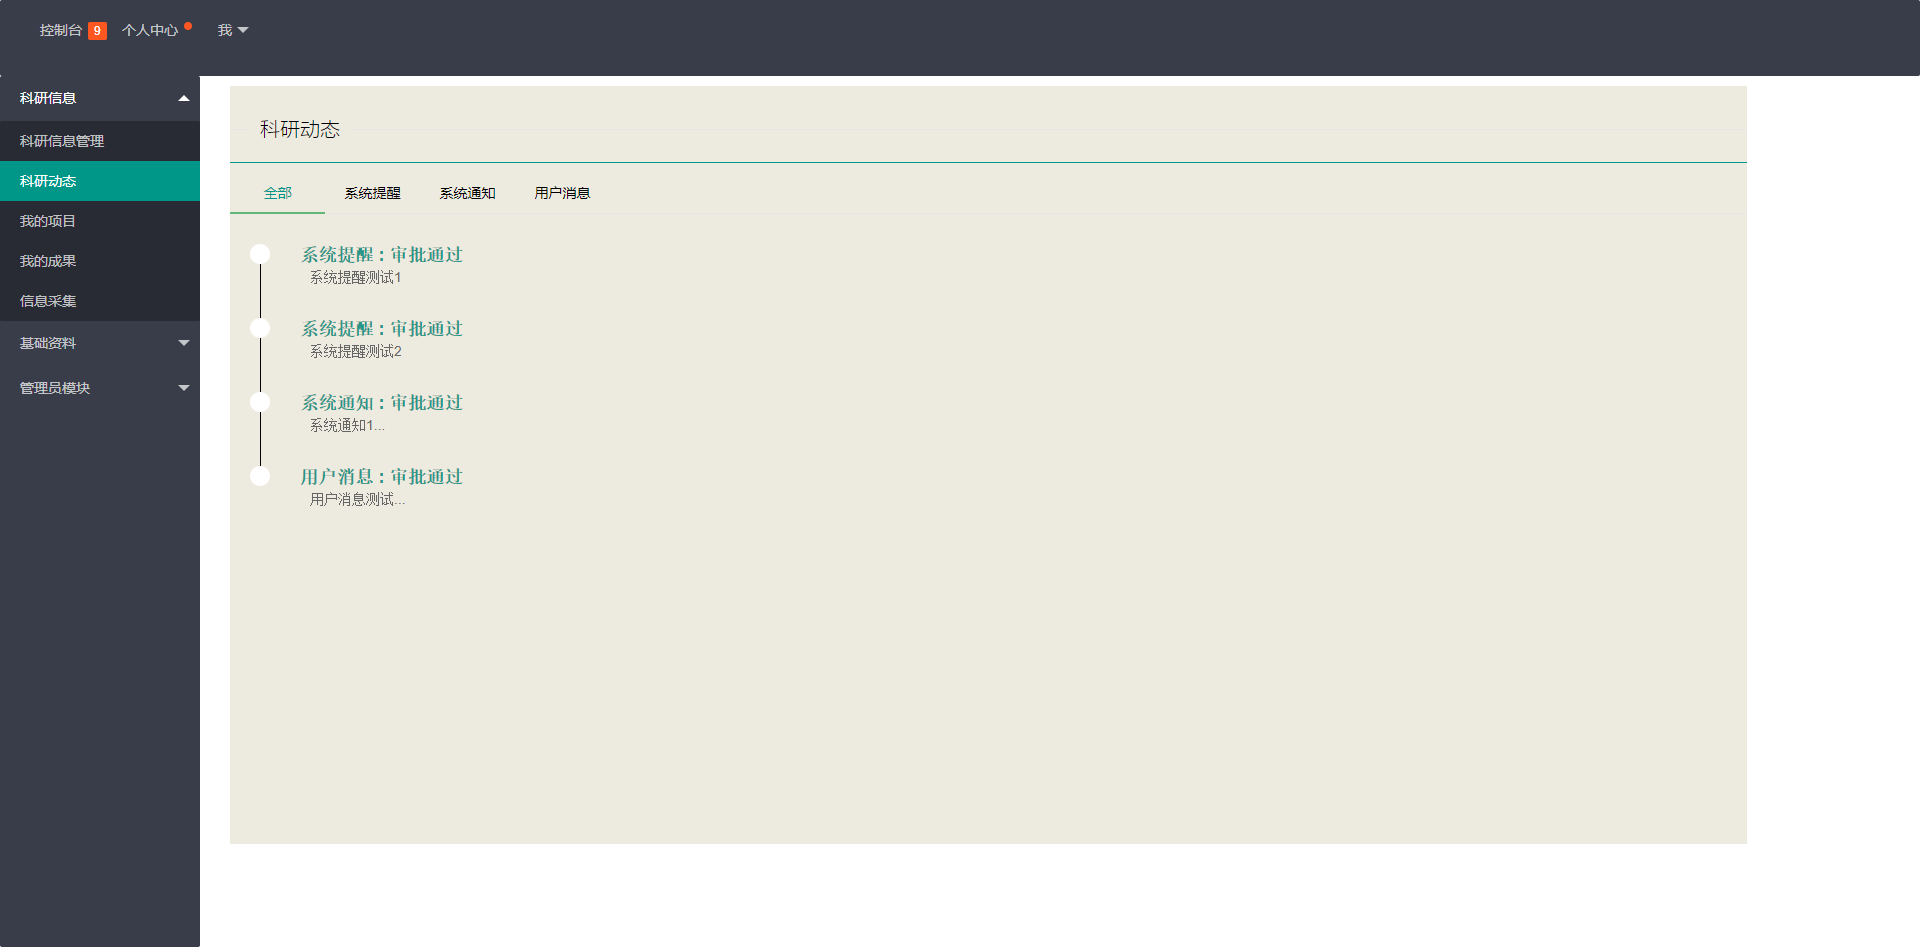 控制台 9 个人中心 我
科研信息
科研信息管理
科研动态
我的项目
我的成果
信息采集
基础资料
管理员模块
科研动态
全部 系统提醒 系统通知 用户消息
系统提醒：审批通过
系统提醒测试1
系统提醒：审批通过
系统提醒测试2
系统通知：审批通过
系统通知1...
用户消息：审批通过
用户消息测试...